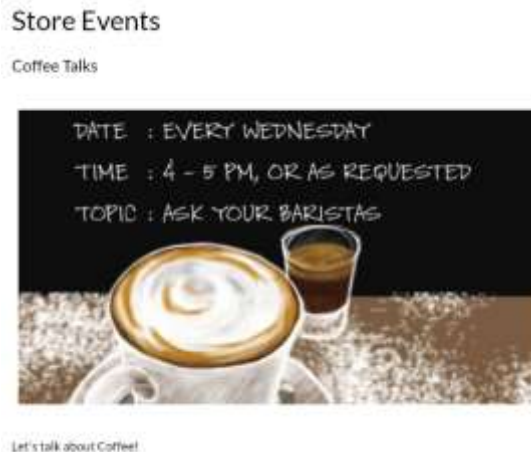 Store Events
Coffee Talks
DATE : EVERY WEDNESDAY
TIME : 4 - 5 PM, OR AS REQUESTED
TOPIC : ASK YOUR BARISTAS
Let's talk about Coffee!